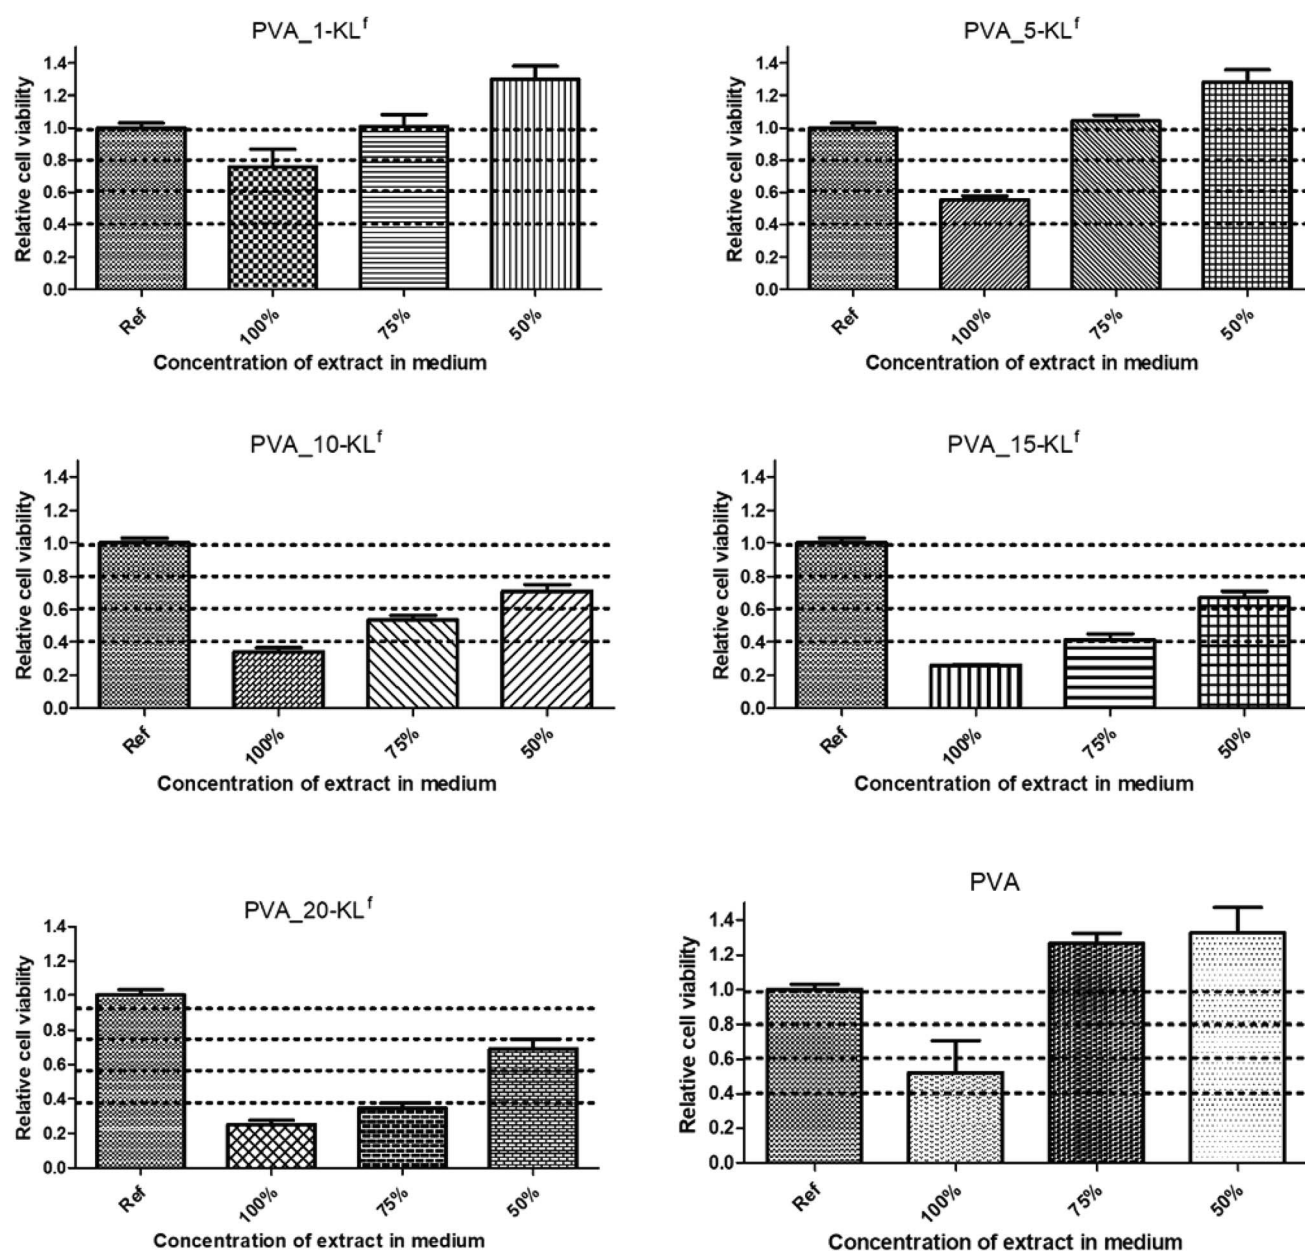 PVA_1-KLᶠ
Relative cell viability
1.4
1.2
1.0
0.8
0.6
0.4
0.2
0.0
Ref
100%
75%
50%
Concentration of extract in medium
PVA_5-KLᶠ
Relative cell viability
1.4
1.2
1.0
0.8
0.6
0.4
0.2
0.0
Ref
100%
75%
50%
Concentration of extract in medium
PVA_10-KLᶠ
Relative cell viability
1.4
1.2
1.0
0.8
0.6
0.4
0.2
0.0
Ref
100%
75%
50%
Concentration of extract in medium
PVA_15-KLᶠ
Relative cell viability
1.4
1.2
1.0
0.8
0.6
0.4
0.2
0.0
Ref
100%
75%
50%
Concentration of extract in medium
PVA_20-KLᶠ
Relative cell viability
1.4
1.2
1.0
0.8
0.6
0.4
0.2
0.0
Ref
100%
75%
50%
Concentration of extract in medium
PVA
Relative cell viability
1.4
1.2
1.0
0.8
0.6
0.4
0.2
0.0
Ref
100%
75%
50%
Concentration of extract in medium